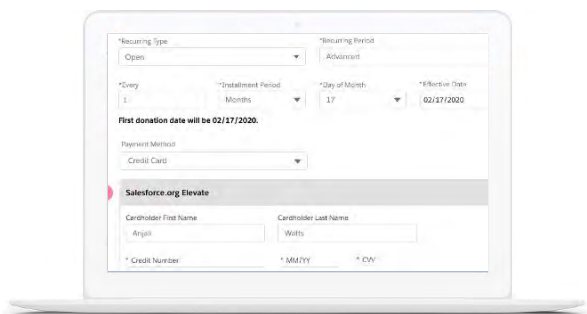 *Recurring Type *Recurring Period
Open Advanced
*Every *Installment Period *Day of Month *Effective Date
1 Months 17 02/17/2020
First donation date will be 02/17/2020.
Payment Method
Credit Card
Salesforce.org Elevate
Cardholder First Name Cardholder Last Name
Anjali Watts
* Credit Number * MM/YY * CVV